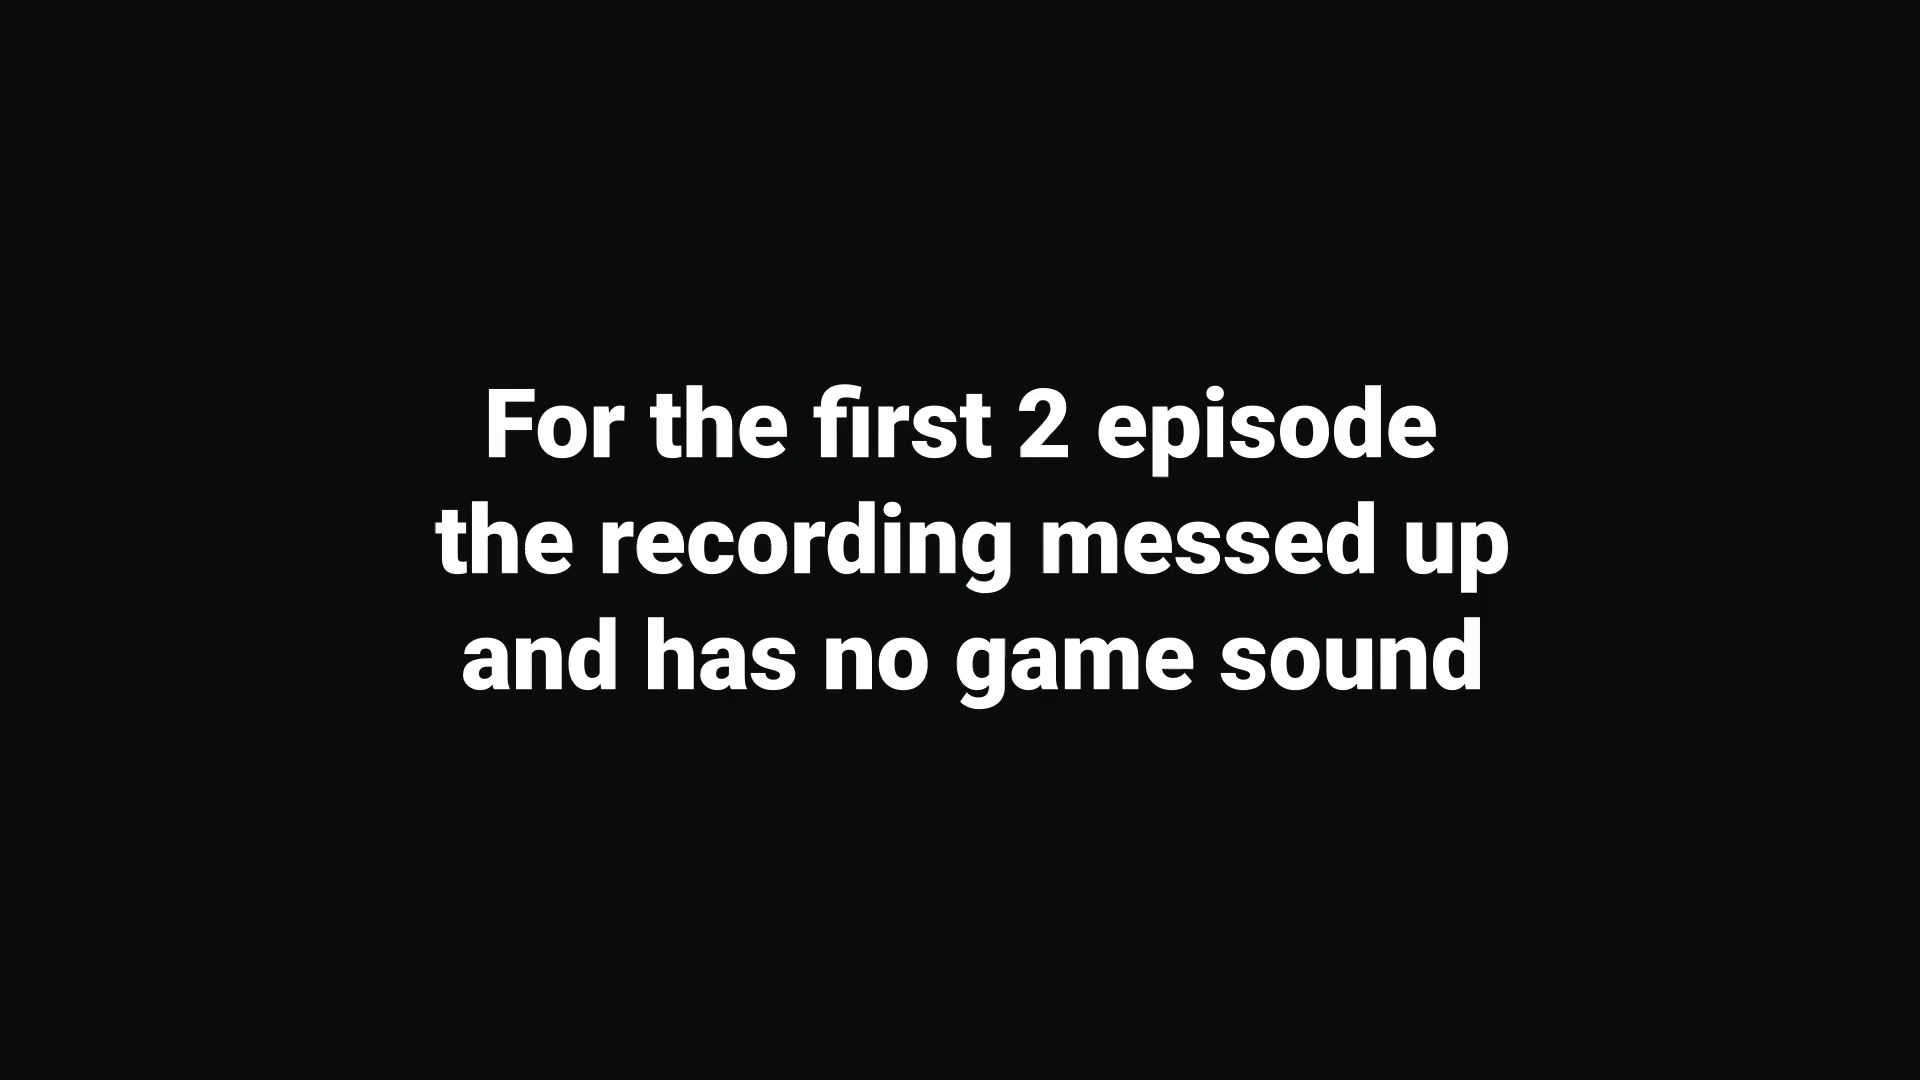 For the first 2 episode
the recording messed up
and has no game sound